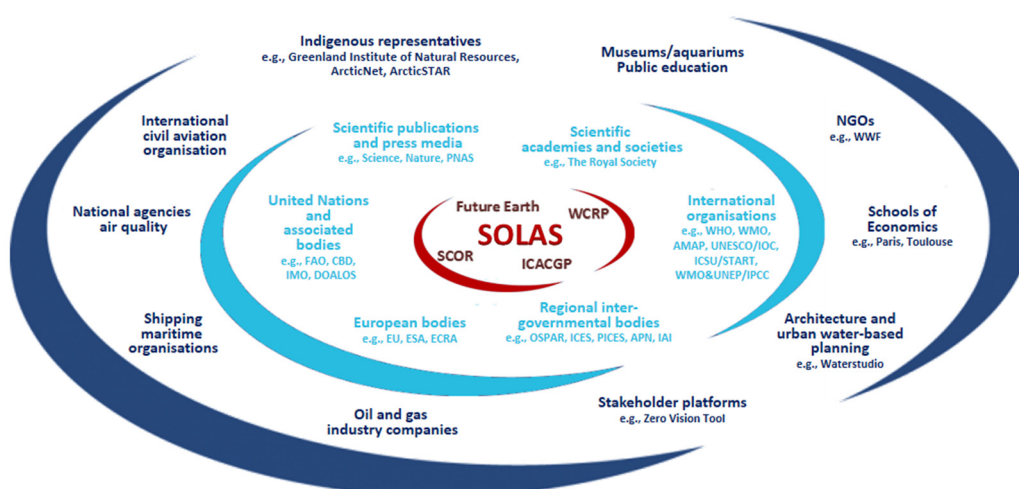 Indigenous representatives
e.g., Greenland Institute of Natural Resources,
ArcticNet, ArcticSTAR
Museums/aquariums
Public education
International
civil aviation
organisation
Scientific publications
and press media
e.g., Science, Nature, PNAS
Scientific
academies and societies
e.g., The Royal Society
NGOs
e.g., WWF
National agencies
air quality
United Nations
and
associated bodies
e.g., FAO, CBD,
IMO, DOALOS
Future Earth
WCRP
SOLAS
SCOR
ICACGP
International
organisations
e.g., WHO, WMO,
AMAP, UNESCO/IOC,
ICSU/START,
WMO&UNEP/IPCC
Schools of
Economics
e.g., Paris, Toulouse
Shipping
maritime
organisations
European bodies
e.g., EU, ESA, ECRA
Regional inter-
governmental bodies
e.g., OSPAR, ICES, PICES, APN, IAI
Architecture and
urban water-based
planning
e.g., Waterstudio
Oil and gas
industry companies
Stakeholder platforms
e.g., Zero Vision Tool